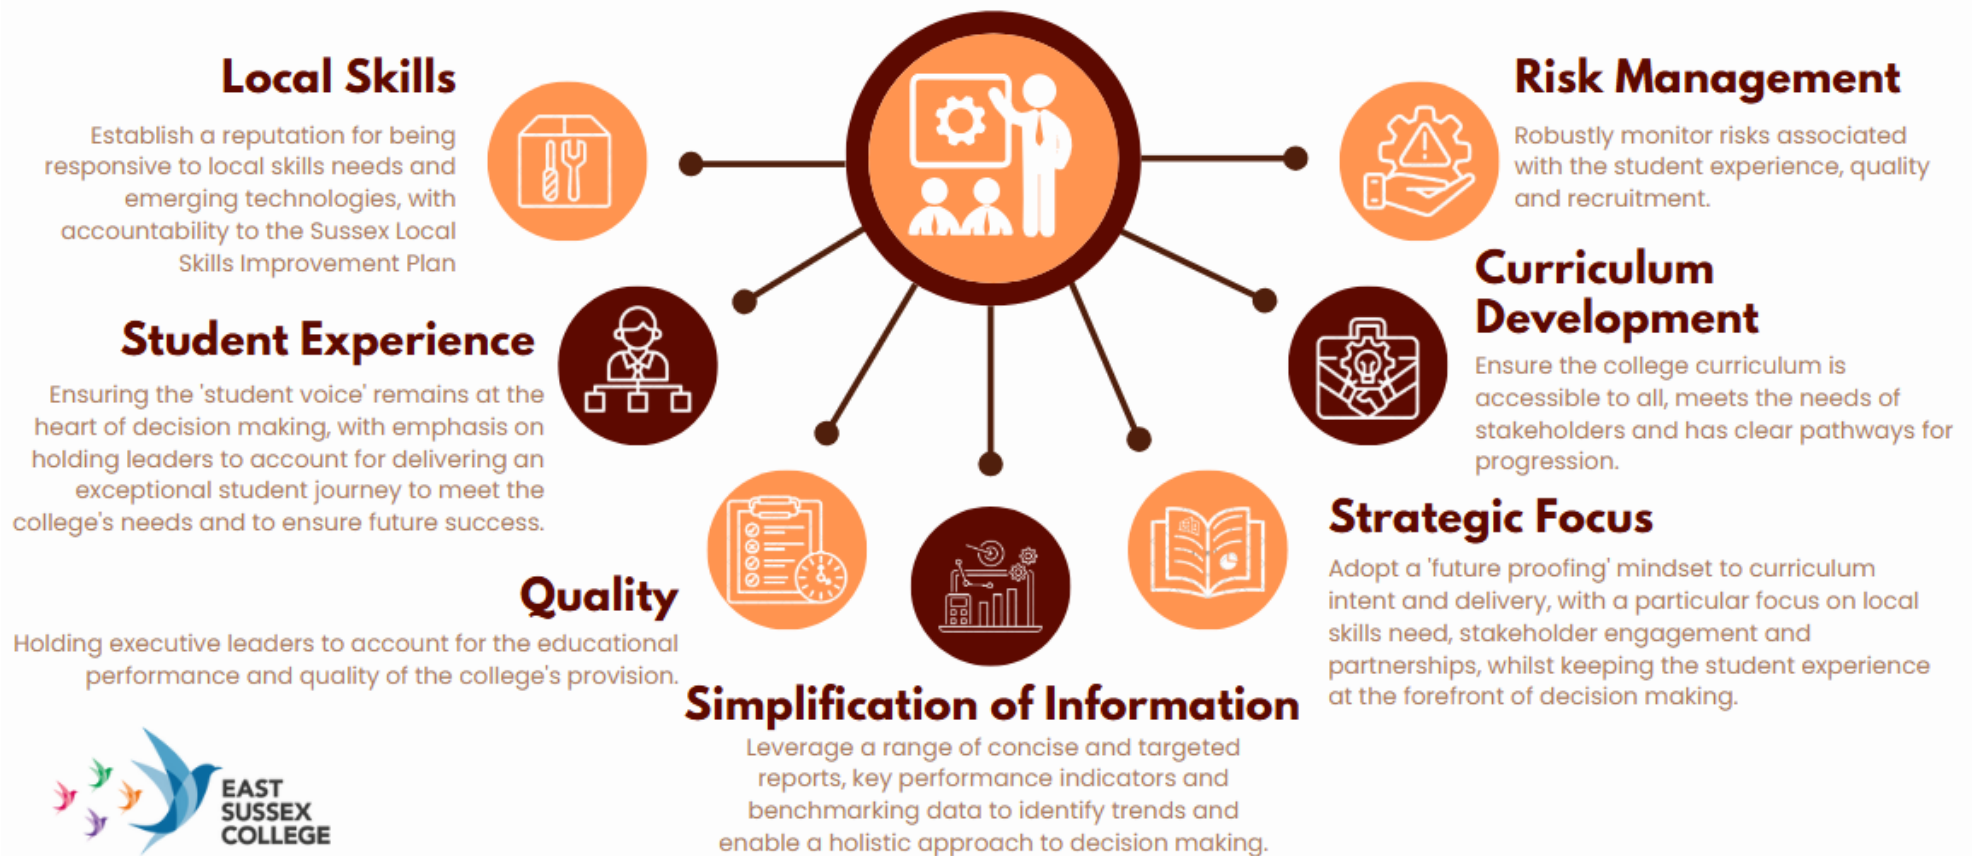 Local Skills
Establish a reputation for being
responsive to local skills needs and
emerging technologies, with
accountability to the Sussex Local
Skills Improvement Plan
Student Experience
Ensuring the 'student voice' remains at the
heart of decision making, with emphasis on
holding leaders to account for delivering an
exceptional student journey to meet the
college's needs and to ensure future success.
Quality
Holding executive leaders to account for the educational
performance and quality of the college's provision.
Simplification of Information
Leverage a range of concise and targeted
reports, key performance indicators and
benchmarking data to identify trends and
enable a holistic approach to decision making.
Risk Management
Robustly monitor risks associated
with the student experience, quality
and recruitment.
Curriculum
Development
Ensure the college curriculum is
accessible to all, meets the needs of
stakeholders and has clear pathways for
progression.
Strategic Focus
Adopt a 'future proofing' mindset to curriculum
intent and delivery, with a particular focus on local
skills need, stakeholder engagement and
partnerships, whilst keeping the student experience
at the forefront of decision making.
EAST
SUSSEX
COLLEGE